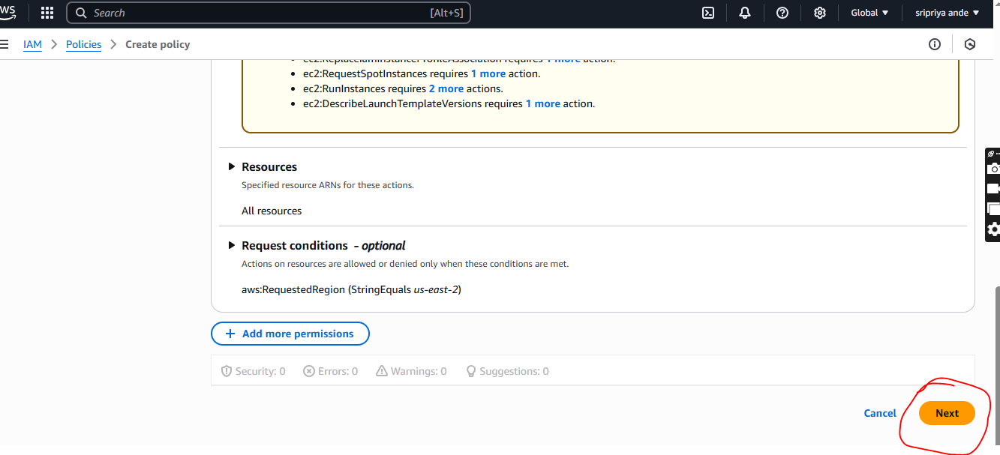 Search [Alt+S] Global sripriya ande
IAM Policies Create policy
ec2:ReplaceIamInstanceProfileAssociation requires 1 more action.
ec2:RequestSpotInstances requires 1 more action.
ec2:RunInstances requires 2 more actions.
ec2:DescribeLaunchTemplateVersions requires 1 more action.
Resources
Specified resource ARNs for these actions.
All resources
Request conditions - optional
Actions on resources are allowed or denied only when these conditions are met.
aws:RequestedRegion (StringEquals us-east-2)
Add more permissions
Security: 0 Errors: 0 Warnings: 0 Suggestions: 0
Cancel Next